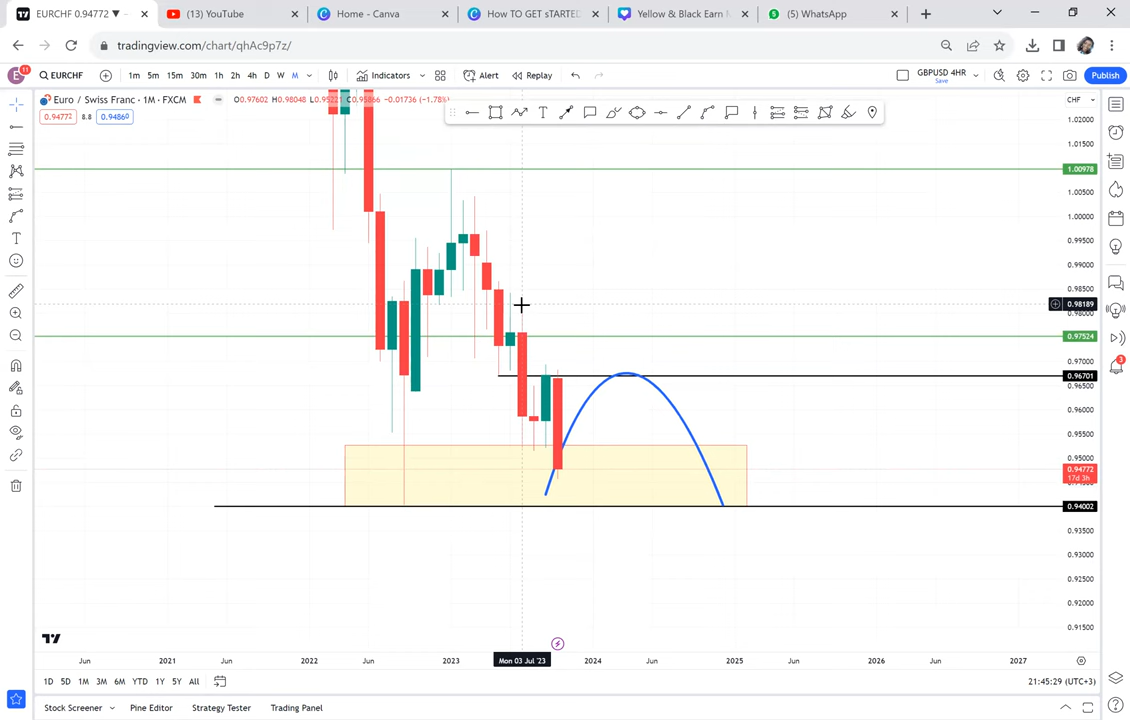 EURCHF 0.94772 ▼
(13) YouTube
Home - Canva
How TO GET sTARTED
Yellow & Black Earn M
(5) WhatsApp
tradingview.com/chart/qhAc9p7z/
E 11
EURCHF
1m 5m 15m 30m 1h 2h 4h D W M
Indicators
Alert
Replay
GBPUSD 4HR
Save
Publish
Euro / Swiss Franc · 1M · FXCM
O0.97602 H0.98048 L0.95221 C0.95866 −0.01736 (−1.78%)
0.94772 8.8 0.94860
CHF
1.02000
1.01500
1.00978
1.00500
1.00000
0.99500
0.99000
0.98500
0.98189
0.98000
0.97524
0.97000
0.96701
0.96500
0.96000
0.95500
0.95000
0.94772
17d 3h
0.94002
0.93500
0.93000
0.92500
0.92000
0.91500
3
Jun 2021 Jun 2022 Jun 2023 Mon 03 Jul '23 2024 Jun 2025 Jun 2026 Jun 2027
1D 5D 1M 3M 6M YTD 1Y 5Y All
21:45:29 (UTC+3)
Stock Screener Pine Editor Strategy Tester Trading Panel